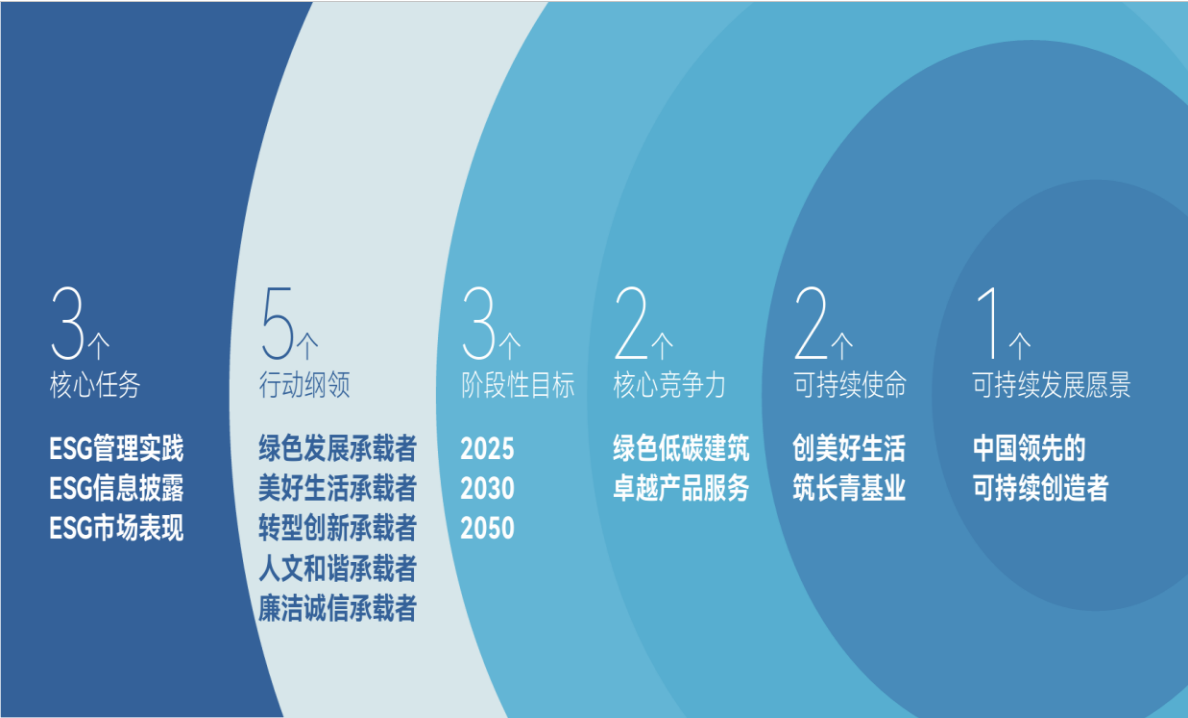 3个
核心任务
ESG管理实践
ESG信息披露
ESG市场表现
5个
行动纲领
绿色发展承载者
美好生活承载者
转型创新承载者
人文和谐承载者
廉洁诚信承载者
3个
阶段性目标
2025
2030
2050
2个
核心竞争力
绿色低碳建筑
卓越产品服务
2个
可持续使命
创美好生活
筑长青基业
1个
可持续发展愿景
中国领先的
可持续创造者